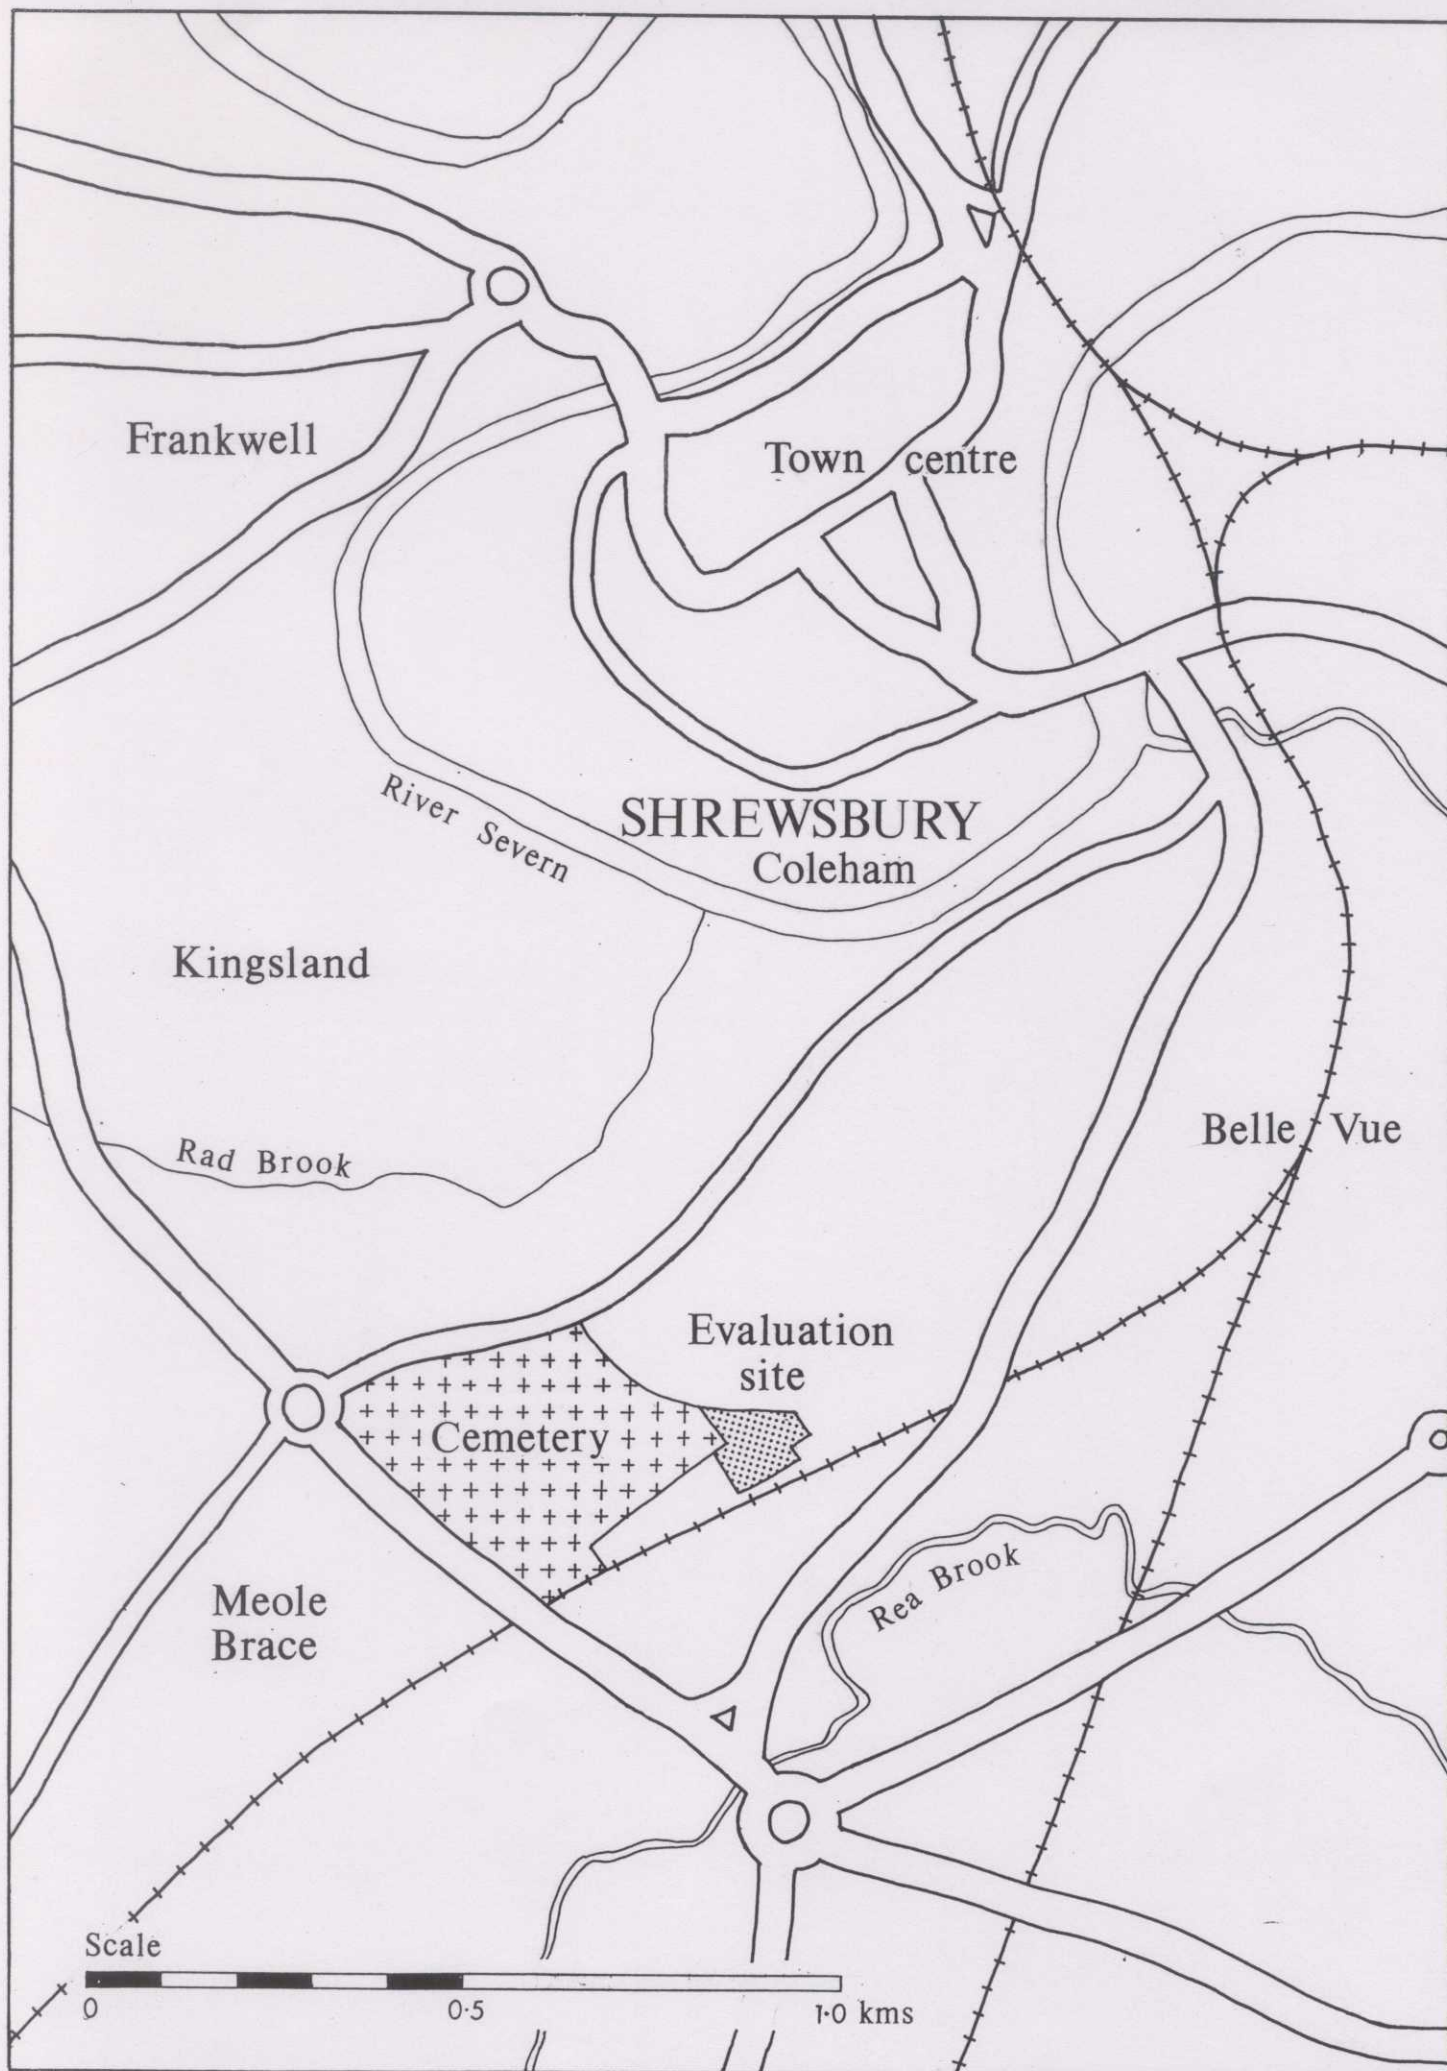 Frankwell
Town centre
River Severn
SHREWSBURY
Coleham
Kingsland
Belle Vue
Rad Brook
Evaluation
site
Cemetery
Rea Brook
Meole
Brace
Scale
0 0·5 1·0 kms